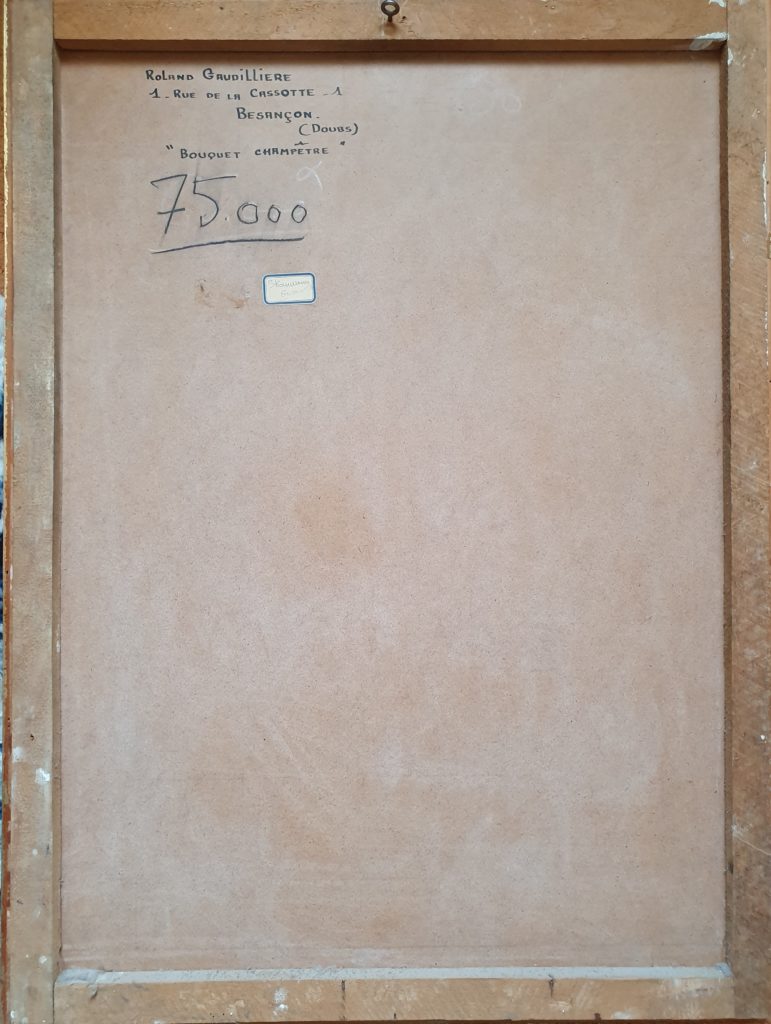 Roland Gaudilliere
1 - Rue de la Cassotte - 1
Besançon.
(Doubs)
"Bouquet champêtre"
75.000